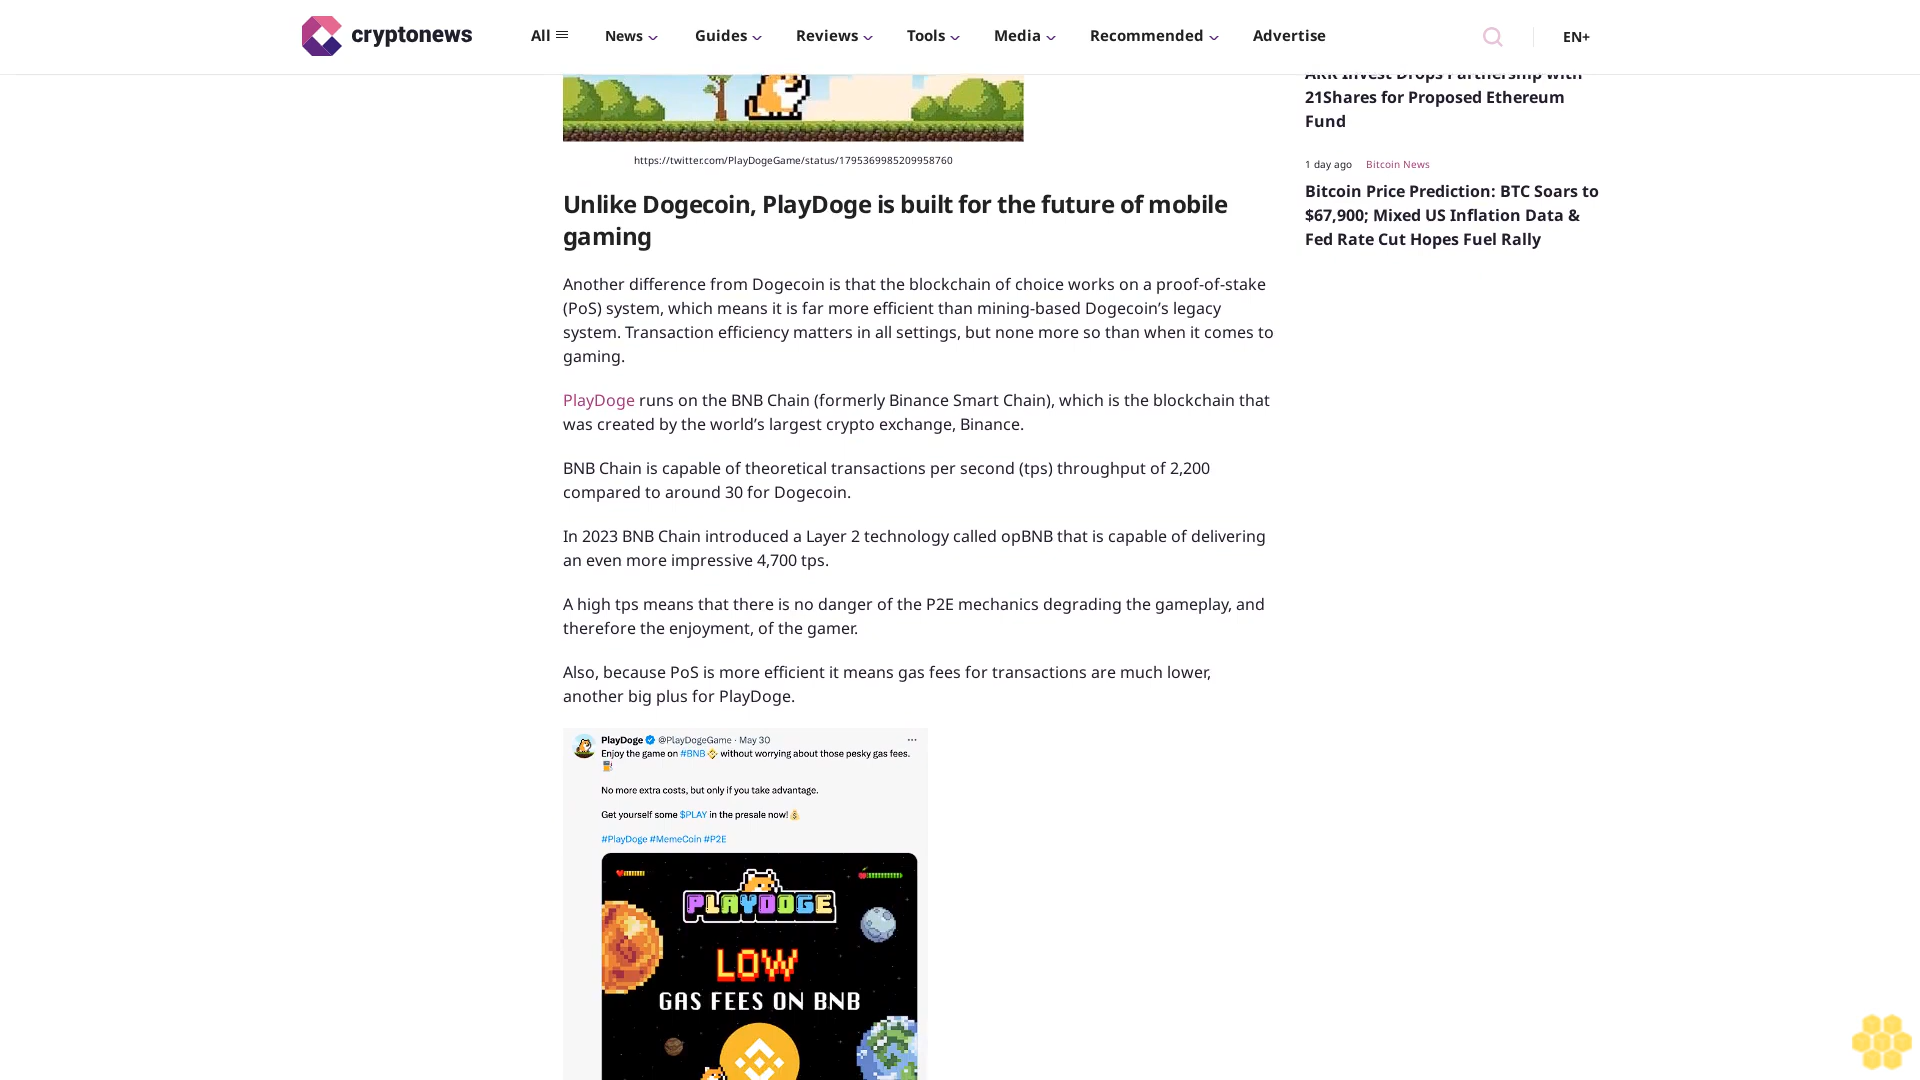 cryptonews
All
News
Guides
Reviews
Tools
Media
Recommended
Advertise
EN+
ARK Invest Drops Partnership with
21Shares for Proposed Ethereum
Fund
1 day ago Bitcoin News
Bitcoin Price Prediction: BTC Soars to
$67,900; Mixed US Inflation Data &
Fed Rate Cut Hopes Fuel Rally
https://twitter.com/PlayDogeGame/status/1795369985209958760
Unlike Dogecoin, PlayDoge is built for the future of mobile
gaming
Another difference from Dogecoin is that the blockchain of choice works on a proof-of-stake
(PoS) system, which means it is far more efficient than mining-based Dogecoin’s legacy
system. Transaction efficiency matters in all settings, but none more so than when it comes to
gaming.
PlayDoge runs on the BNB Chain (formerly Binance Smart Chain), which is the blockchain that
was created by the world’s largest crypto exchange, Binance.
BNB Chain is capable of theoretical transactions per second (tps) throughput of 2,200
compared to around 30 for Dogecoin.
In 2023 BNB Chain introduced a Layer 2 technology called opBNB that is capable of delivering
an even more impressive 4,700 tps.
A high tps means that there is no danger of the P2E mechanics degrading the gameplay, and
therefore the enjoyment, of the gamer.
Also, because PoS is more efficient it means gas fees for transactions are much lower,
another big plus for PlayDoge.
PlayDoge @PlayDogeGame · May 30
Enjoy the game on #BNB without worrying about those pesky gas fees.
No more extra costs, but only if you take advantage.
Get yourself some $PLAY in the presale now!
#PlayDoge #MemeCoin #P2E
PLAYDOGE
LOW
GAS FEES ON BNB